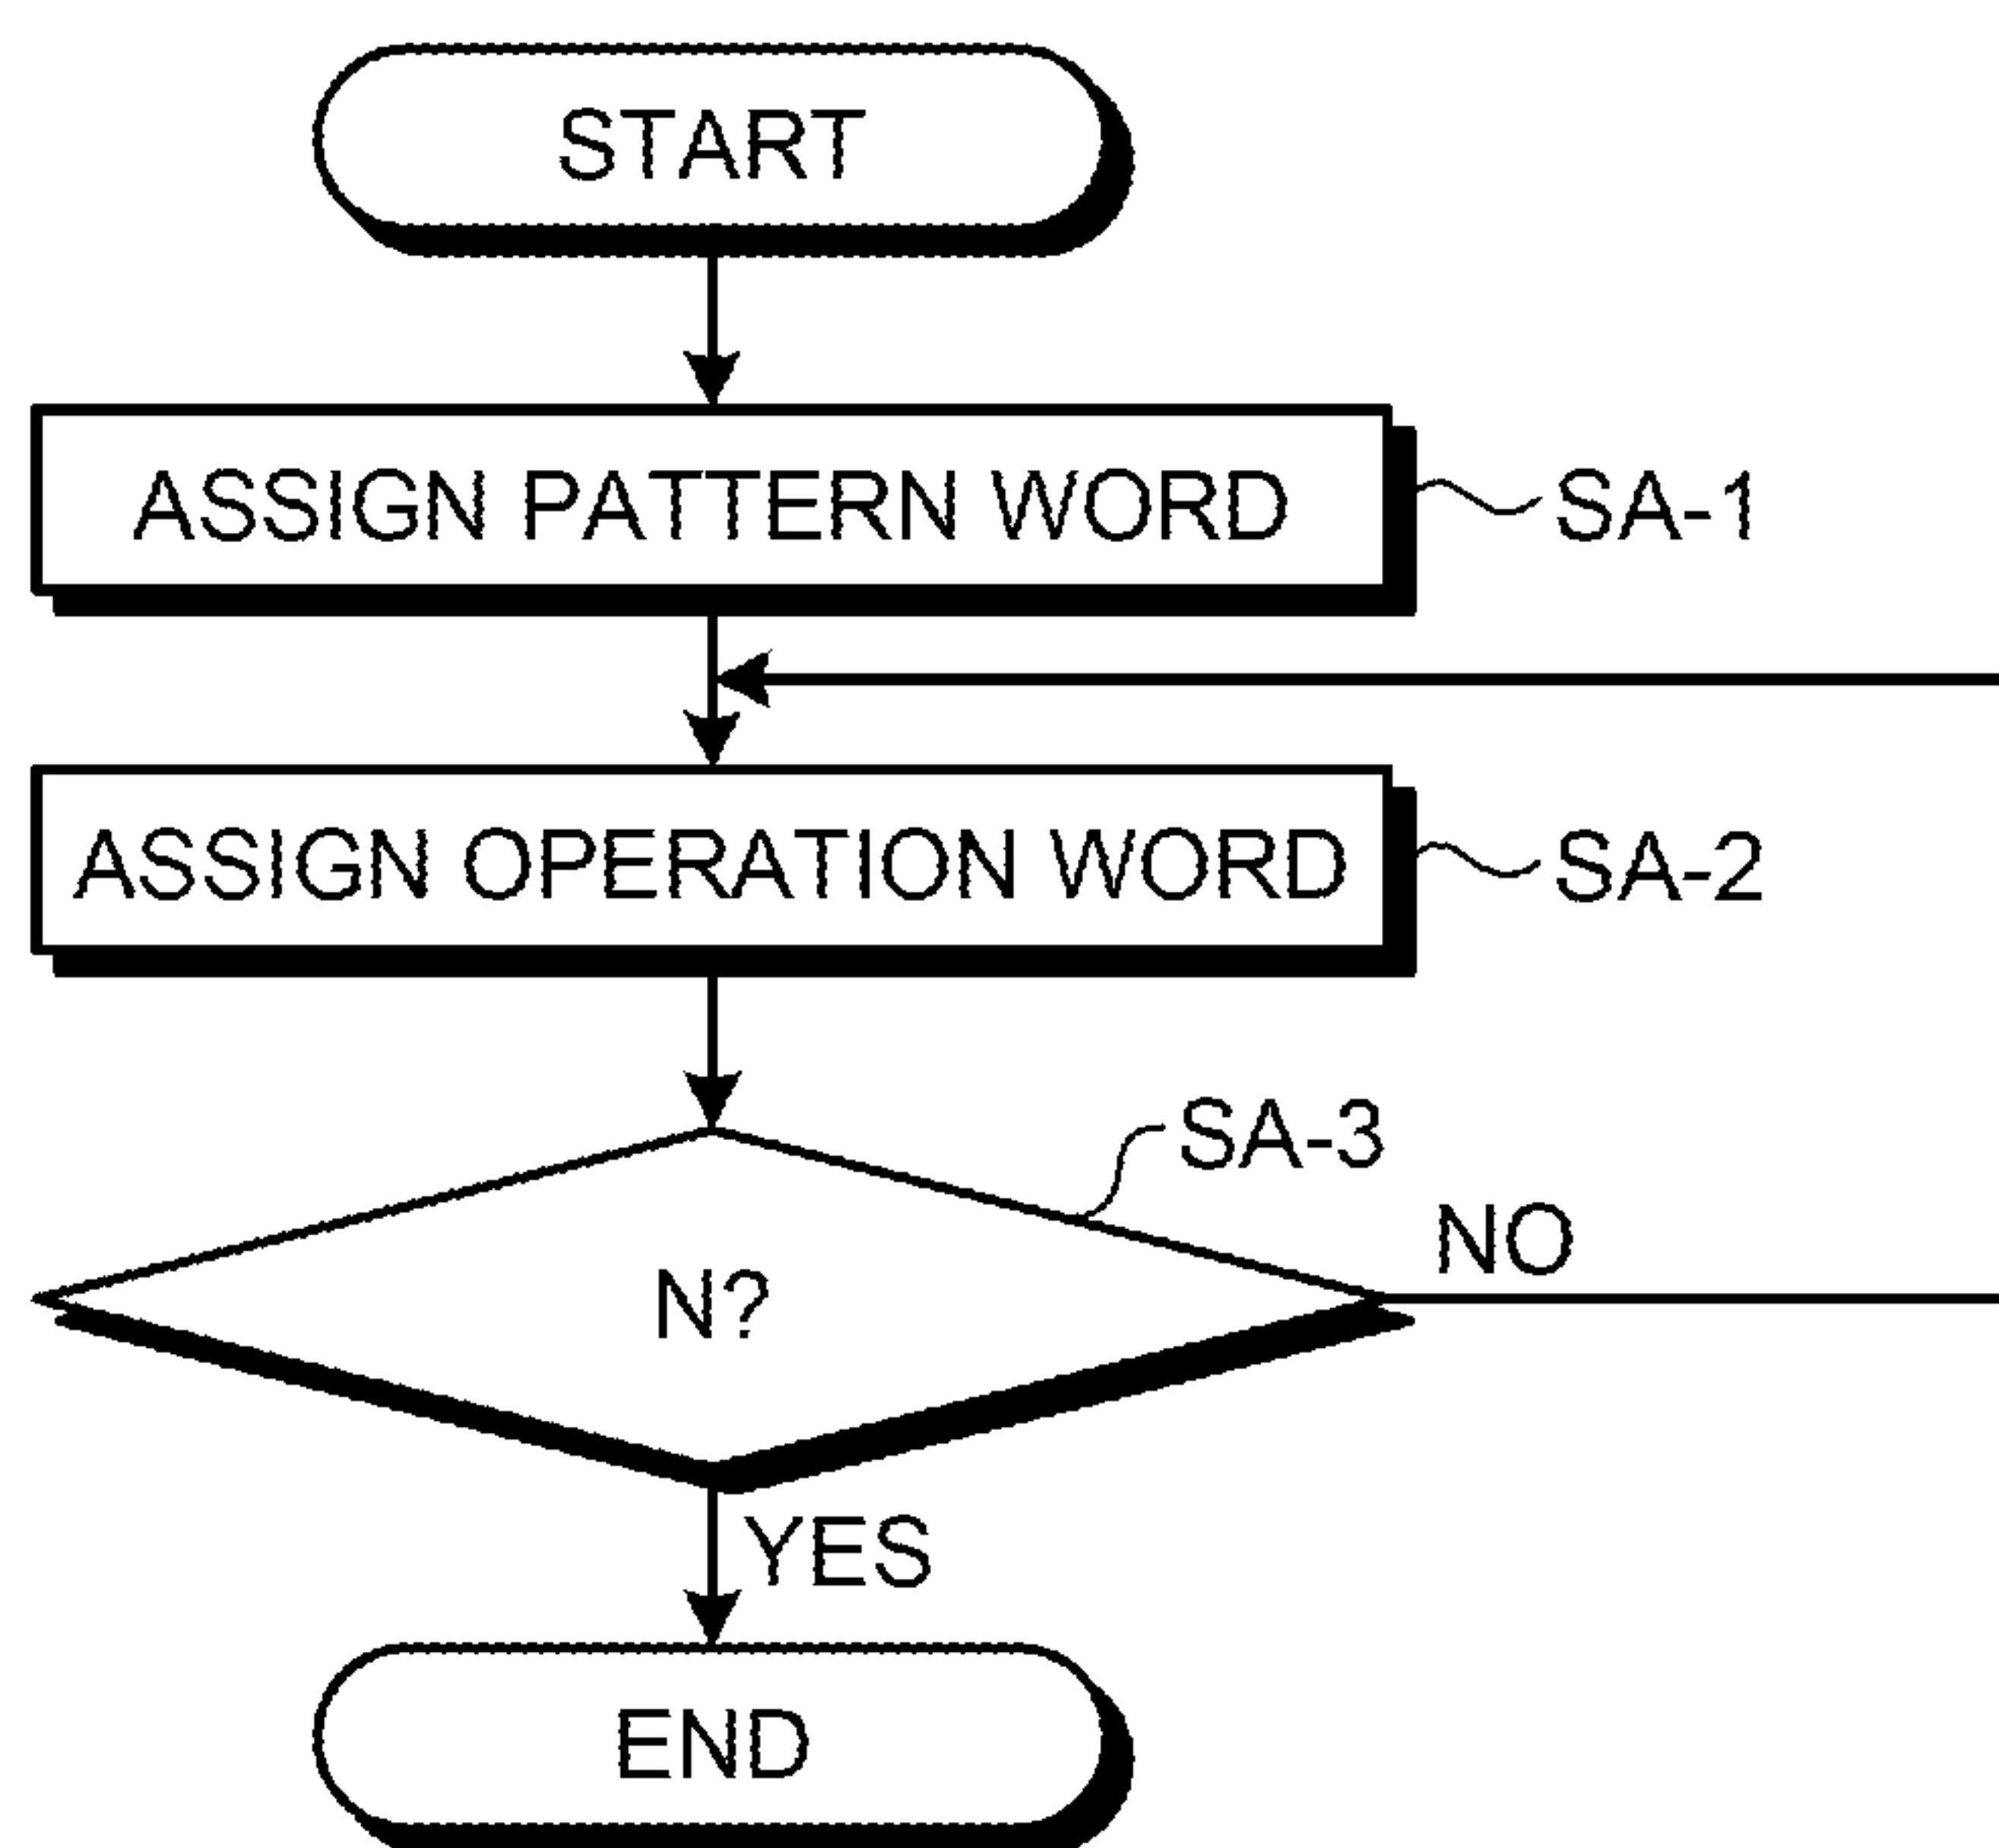 START
ASSIGN PATTERN WORD
SA-1
ASSIGN OPERATION WORD
SA-2
SA-3
N?
NO
YES
END